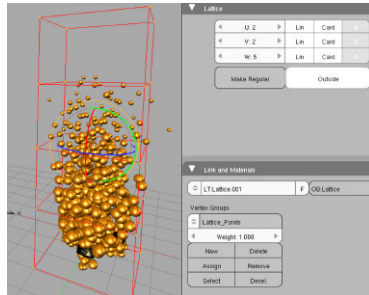 Lattice
U: 2 Lin Card
V: 2 Lin Card
W: 5 Lin Card
Make Regular Outside
Link and Materials
LT:Lattice.001 F OB:Lattice
Vertex Groups
Lattice_Points
Weight: 1.000
New Delete
Assign Remove
Select Desel.